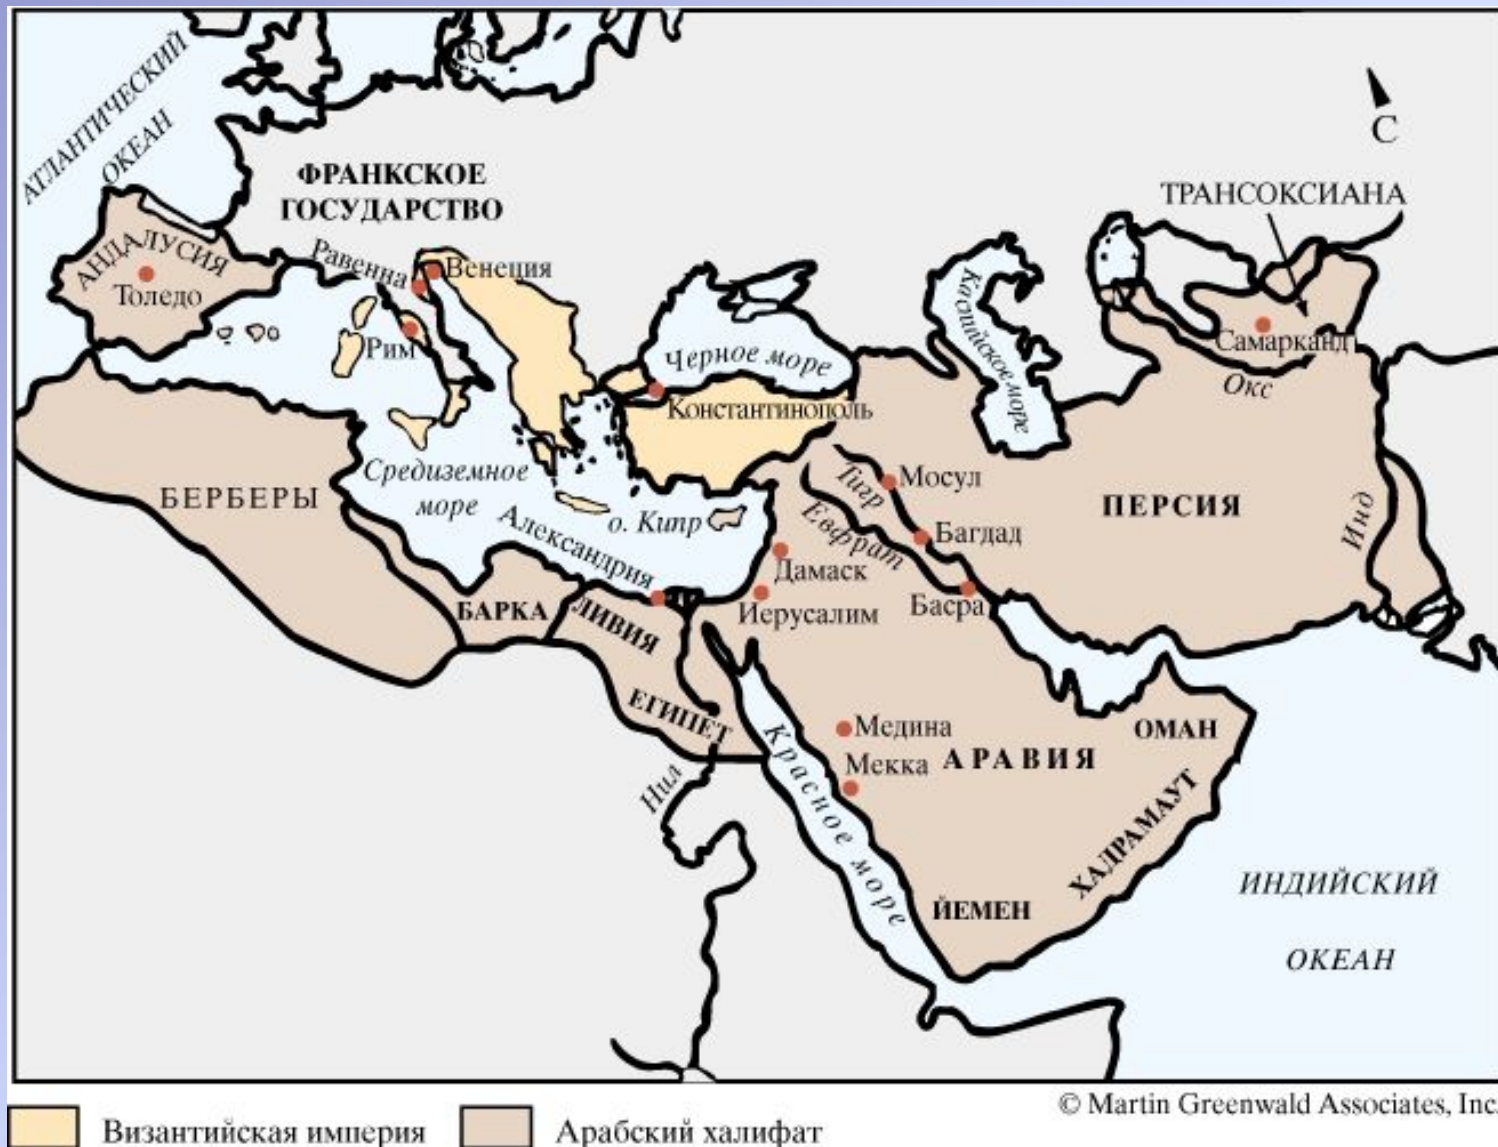 АТЛАНТИЧЕСКИЙ
ОКЕАН
ФРАНКСКОЕ
ГОСУДАРСТВО
С
ТРАНСОКСИАНА
АНДАЛУСИЯ
Толедо
Равенна
Венеция
Рим
Черное море
Каспийское море
Самарканд
Окс
Константинополь
Средиземное
море
БЕРБЕРЫ
Александрия
о. Кипр
Тигр
Мосул
Евфрат
Багдад
ПЕРСИЯ
Инд
Дамаск
Иерусалим
Басра
БАРКА
ЛИВИЯ
ЕГИПЕТ
Нил
Красное море
Медина
Мекка
АРАВИЯ
ОМАН
ХАДРАМАУТ
ЙЕМЕН
ИНДИЙСКИЙ
ОКЕАН
© Martin Greenwald Associates, Inc.
Византийская империя
Арабский халифат